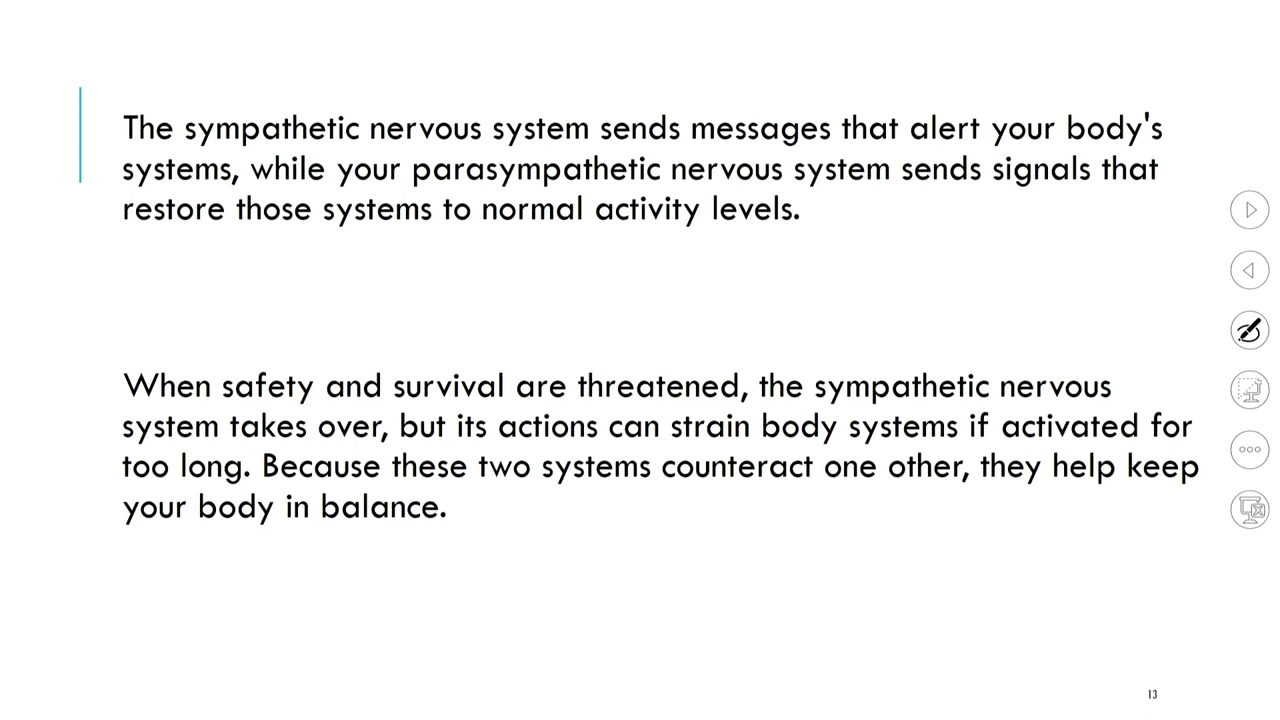 The sympathetic nervous system sends messages that alert your body's
systems, while your parasympathetic nervous system sends signals that
restore those systems to normal activity levels.
When safety and survival are threatened, the sympathetic nervous
system takes over, but its actions can strain body systems if activated for
too long. Because these two systems counteract one other, they help keep
your body in balance.
13